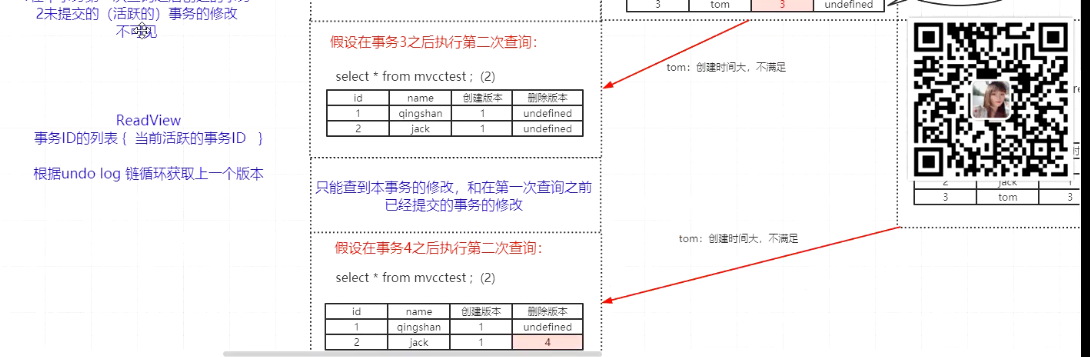 2未提交的（活跃的）事务的修改
不可见
ReadView
事务ID的列表 { 当前活跃的事务ID }
根据undo log 链循环获取上一个版本
假设在事务3之后执行第二次查询：
select * from mvcctest ; (2)
id name 创建版本 删除版本
1 qingshan 1 undefined
2 jack 1 undefined
只能查到本事务的修改，和在第一次查询之前
已经提交的事务的修改
假设在事务4之后执行第二次查询：
select * from mvcctest ; (2)
id name 创建版本 删除版本
1 qingshan 1 undefined
2 jack 1 4
3 tom 3 undefined
tom：创建时间大，不满足
tom：创建时间大，不满足
2 jack 1
3 tom 3